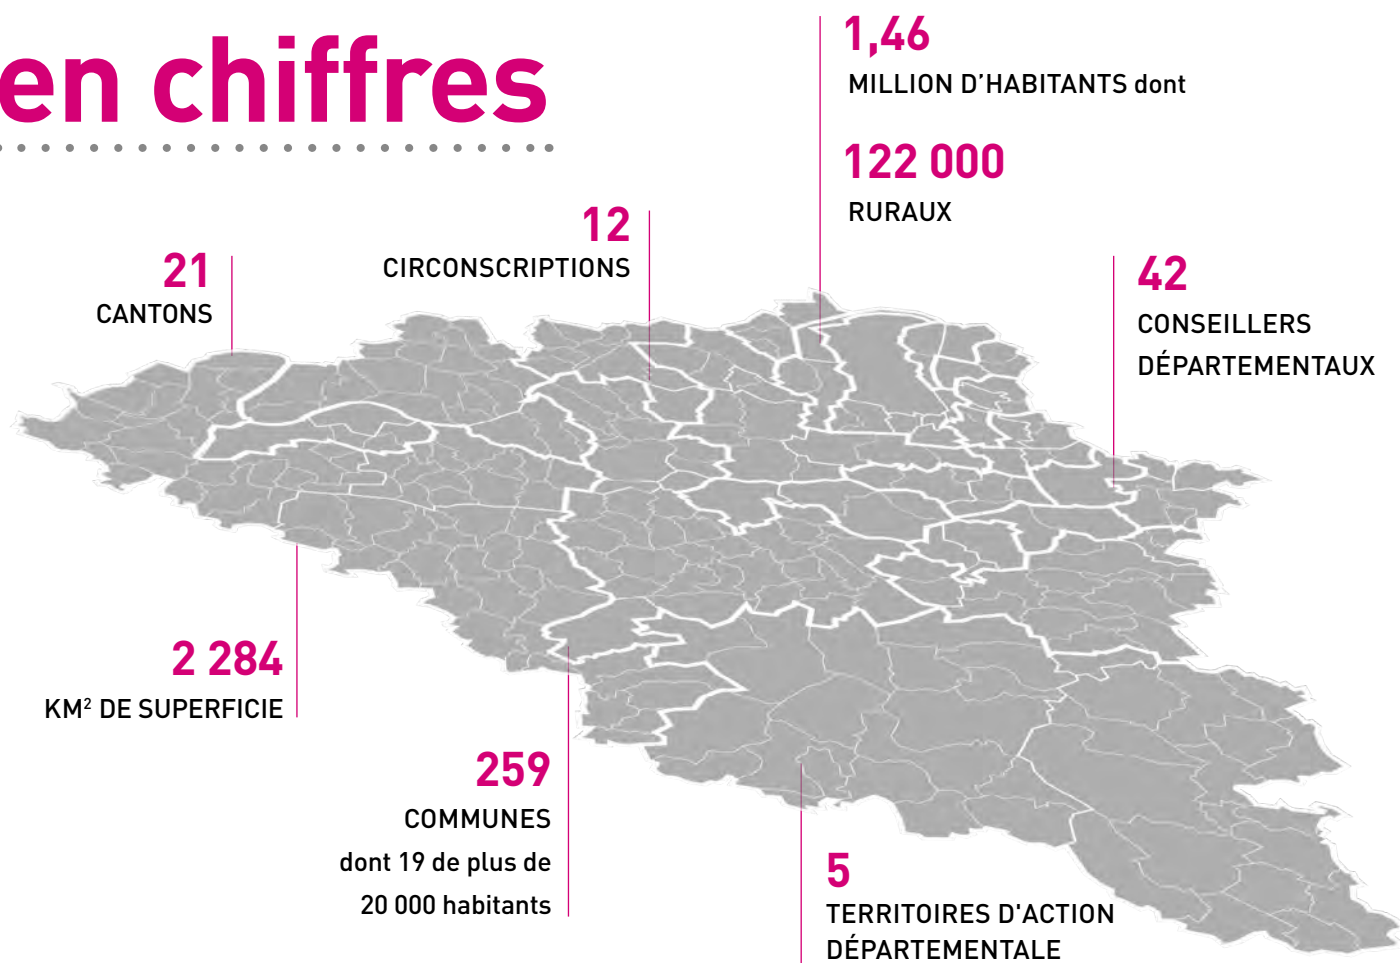 en chiffres
1,46
MILLION D'HABITANTS dont
122 000
RURAUX
12
CIRCONSCRIPTIONS
21
CANTONS
42
CONSEILLERS
DÉPARTEMENTAUX
2 284
KM² DE SUPERFICIE
259
COMMUNES
dont 19 de plus de
20 000 habitants
5
TERRITOIRES D'ACTION
DÉPARTEMENTALE